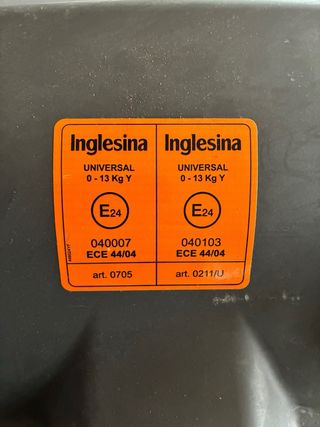 Inglesina
UNIVERSAL
0 - 13 Kg Y
E24
040007
ECE 44/04
art. 0705
Inglesina
UNIVERSAL
0 - 13 Kg Y
E24
040103
ECE 44/04
art. 0211/U